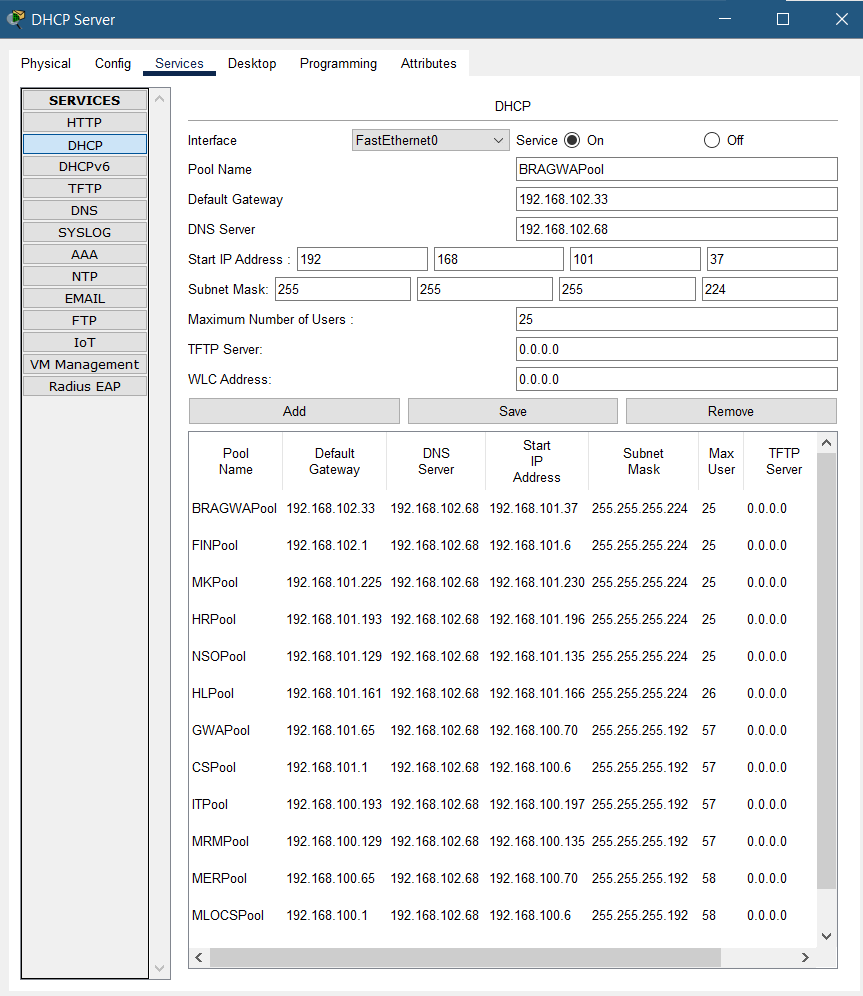 DHCP Server
Physical Config Services Desktop Programming Attributes
SERVICES
HTTP
DHCP
DHCPv6
TFTP
DNS
SYSLOG
AAA
NTP
EMAIL
FTP
IoT
VM Management
Radius EAP
DHCP
Interface FastEthernet0 Service On Off
Pool Name BRAGWAPool
Default Gateway 192.168.102.33
DNS Server 192.168.102.68
Start IP Address : 192 168 101 37
Subnet Mask: 255 255 255 224
Maximum Number of Users : 25
TFTP Server: 0.0.0.0
WLC Address: 0.0.0.0
Add Save Remove
Pool Name Default Gateway DNS Server Start IP Address Subnet Mask Max User TFTP Server
BRAGWAPool 192.168.102.33 192.168.102.68 192.168.101.37 255.255.255.224 25 0.0.0.0
FINPool 192.168.102.1 192.168.102.68 192.168.101.6 255.255.255.224 25 0.0.0.0
MKPool 192.168.101.225 192.168.102.68 192.168.101.230 255.255.255.224 25 0.0.0.0
HRPool 192.168.101.193 192.168.102.68 192.168.101.196 255.255.255.224 25 0.0.0.0
NSOPool 192.168.101.129 192.168.102.68 192.168.101.135 255.255.255.224 25 0.0.0.0
HLPool 192.168.101.161 192.168.102.68 192.168.101.166 255.255.255.224 26 0.0.0.0
GWAPool 192.168.101.65 192.168.102.68 192.168.100.70 255.255.255.192 57 0.0.0.0
CSPool 192.168.101.1 192.168.102.68 192.168.100.6 255.255.255.192 57 0.0.0.0
ITPool 192.168.100.193 192.168.102.68 192.168.100.197 255.255.255.192 57 0.0.0.0
MRMPool 192.168.100.129 192.168.102.68 192.168.100.135 255.255.255.192 57 0.0.0.0
MERPool 192.168.100.65 192.168.102.68 192.168.100.70 255.255.255.192 58 0.0.0.0
MLOCSPool 192.168.100.1 192.168.102.68 192.168.100.6 255.255.255.192 58 0.0.0.0